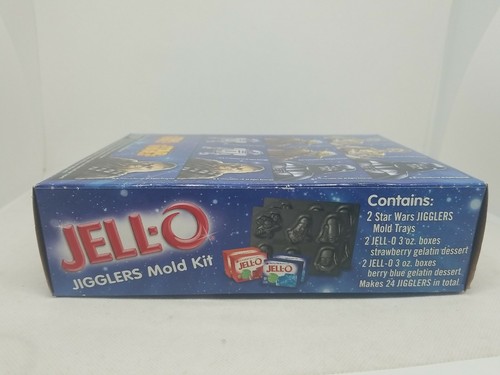 JELL-O
JIGGLERS Mold Kit
JELL-O
JELL-O
Contains:
2 Star Wars JIGGLERS
Mold Trays
2 JELL-O 3 oz. boxes
strawberry gelatin dessert
2 JELL-O 3 oz. boxes
berry blue gelatin dessert
Makes 24 JIGGLERS in total.